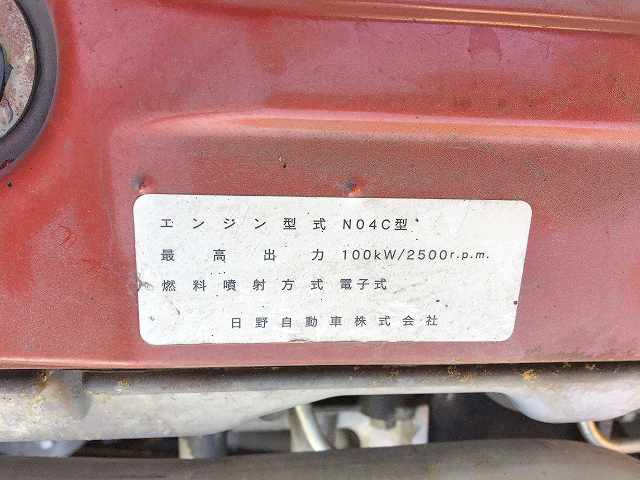 エンジン型式 N04C型
最高出力 100kW/2500r.p.m.
燃料噴射方式 電子式
日野自動車株式会社